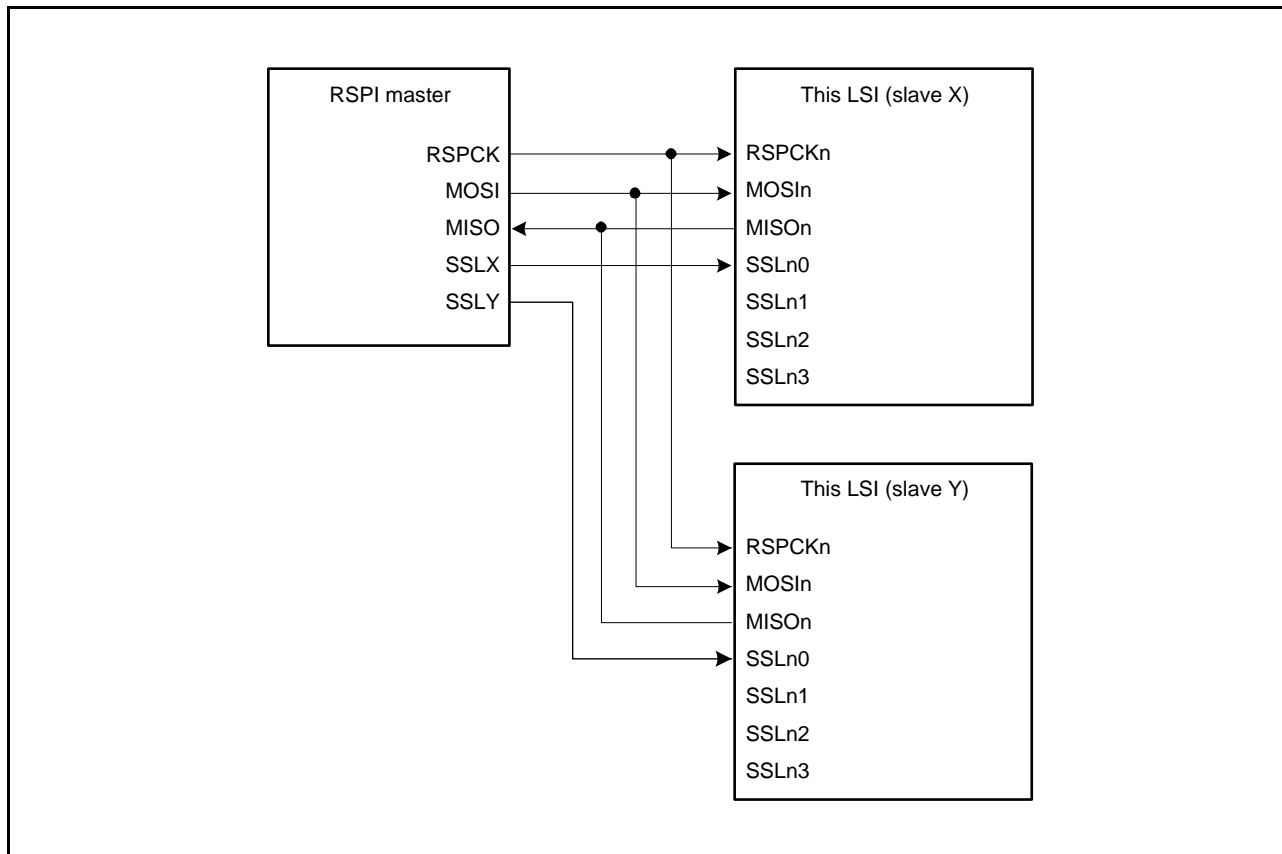 RSPI master
RSPCK
MOSI
MISO
SSLX
SSLY
This LSI (slave X)
RSPCKn
MOSIn
MISOn
SSLn0
SSLn1
SSLn2
SSLn3
This LSI (slave Y)
RSPCKn
MOSIn
MISOn
SSLn0
SSLn1
SSLn2
SSLn3